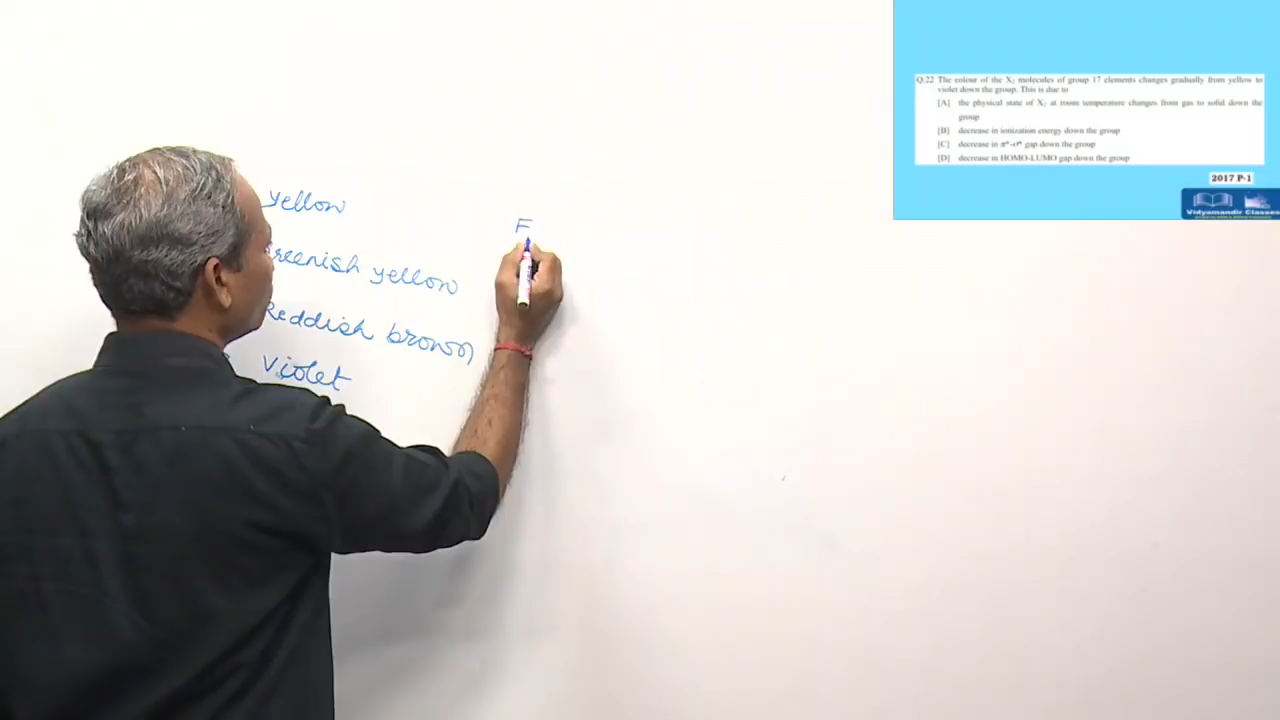 yellow
reenish yellow
Reddish brown
Violet
F
Q.22 The colour of the X₂ molecules of group 17 elements changes gradually from yellow to
violet down the group. This is due to
[A] the physical state of X₂ at room temperature changes from gas to solid down the
group
[B] decrease in ionization energy down the group
[C] decrease in π*-σ* gap down the group
[D] decrease in HOMO-LUMO gap down the group
2017 P-1
Vidyamandir Classes